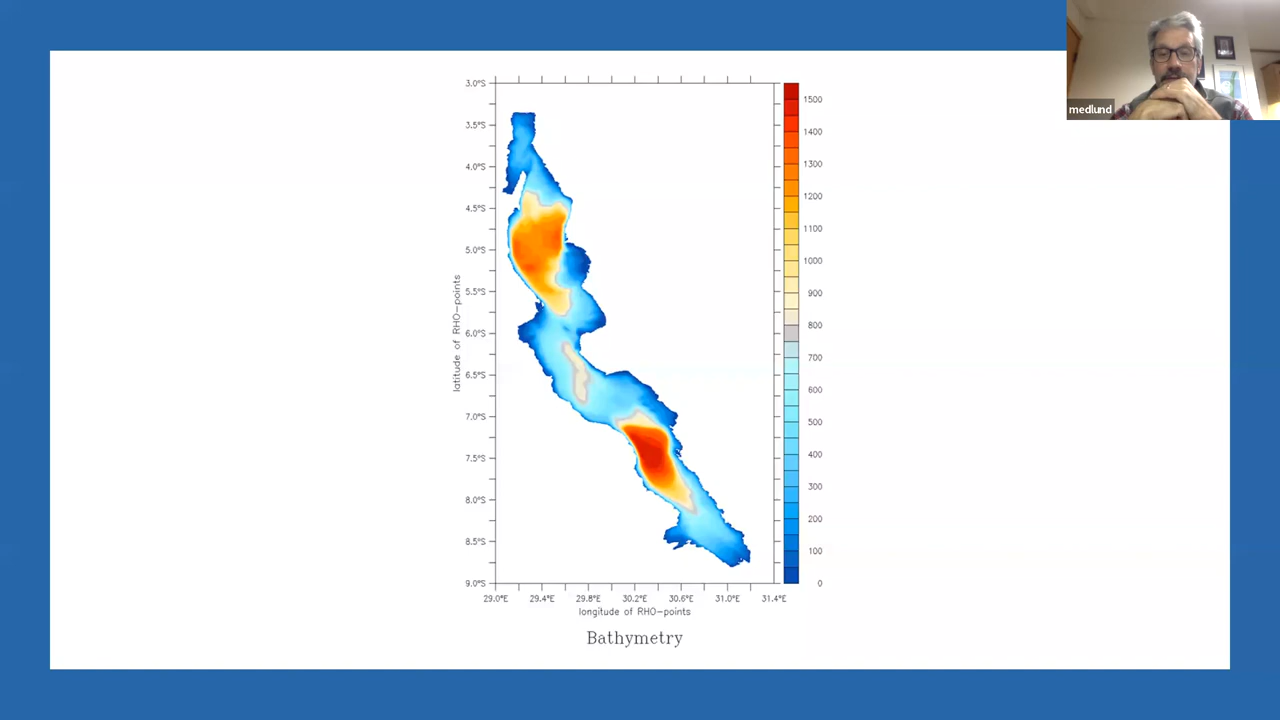 medlund
3.0°S
3.5°S
4.0°S
4.5°S
5.0°S
5.5°S
6.0°S
6.5°S
7.0°S
7.5°S
8.0°S
8.5°S
9.0°S
latitude of RHO-points
29.0°E 29.4°E 29.8°E 30.2°E 30.6°E 31.0°E 31.4°E
longitude of RHO-points
1500
1400
1300
1200
1100
1000
900
800
700
600
500
400
300
200
100
0
Bathymetry